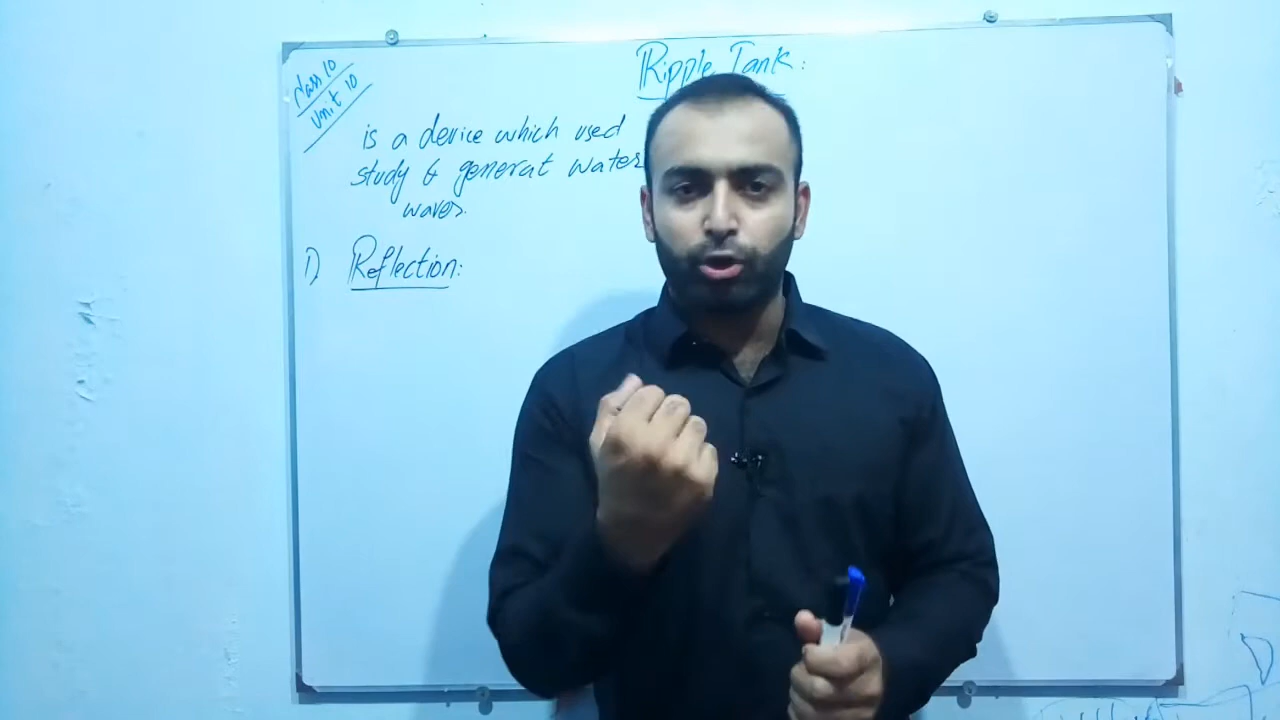 Class 10
Unit 10
Ripple Tank:
is a device which used
study & generat water
waves.
1) Reflection: